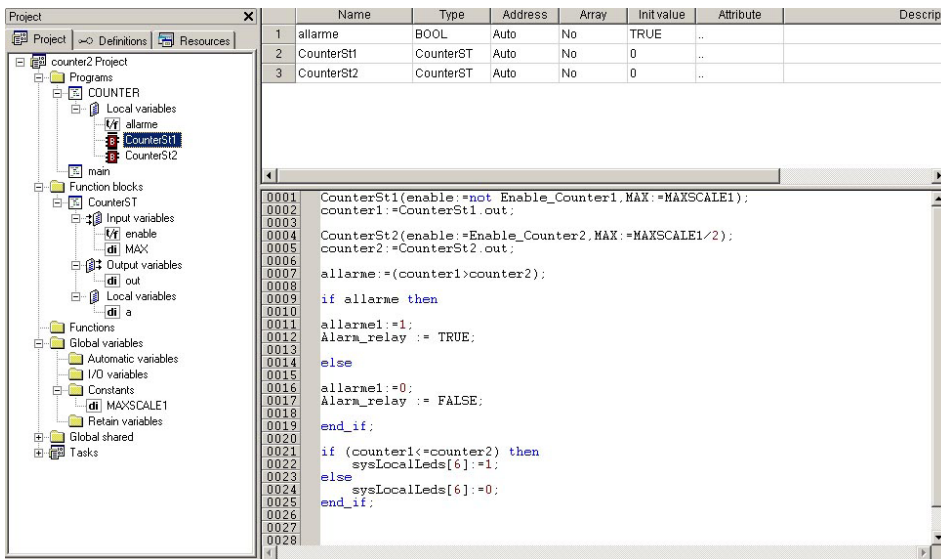 Project
Project Definitions Resources
counter2 Project
Programs
COUNTER
Local variables
t/f allarme
B CounterSt1
B CounterSt2
main
Function blocks
CounterST
Input variables
t/f enable
di MAX
Output variables
di out
Local variables
di a
Functions
Global variables
Automatic variables
I/O variables
Constants
di MAXSCALE1
Retain variables
Global shared
Tasks
Name Type Address Array Init value Attribute Descrip
1 allarme BOOL Auto No TRUE ..
2 CounterSt1 CounterST Auto No 0 ..
3 CounterSt2 CounterST Auto No 0 ..
0001 CounterSt1(enable:=not Enable_Counter1,MAX:=MAXSCALE1);
0002 counter1:=CounterSt1.out;
0003
0004 CounterSt2(enable:=Enable_Counter2,MAX:=MAXSCALE1/2);
0005 counter2:=CounterSt2.out;
0006
0007 allarme:=(counter1>counter2);
0008
0009 if allarme then
0010
0011 allarme1:=1;
0012 Alarm_relay := TRUE;
0013
0014 else
0015
0016 allarme1:=0;
0017 Alarm_relay := FALSE;
0018
0019 end_if;
0020
0021 if (counter1<=counter2) then
0022 sysLocalLeds[6]:=1;
0023 else
0024 sysLocalLeds[6]:=0;
0025 end_if;
0026
0027
0028